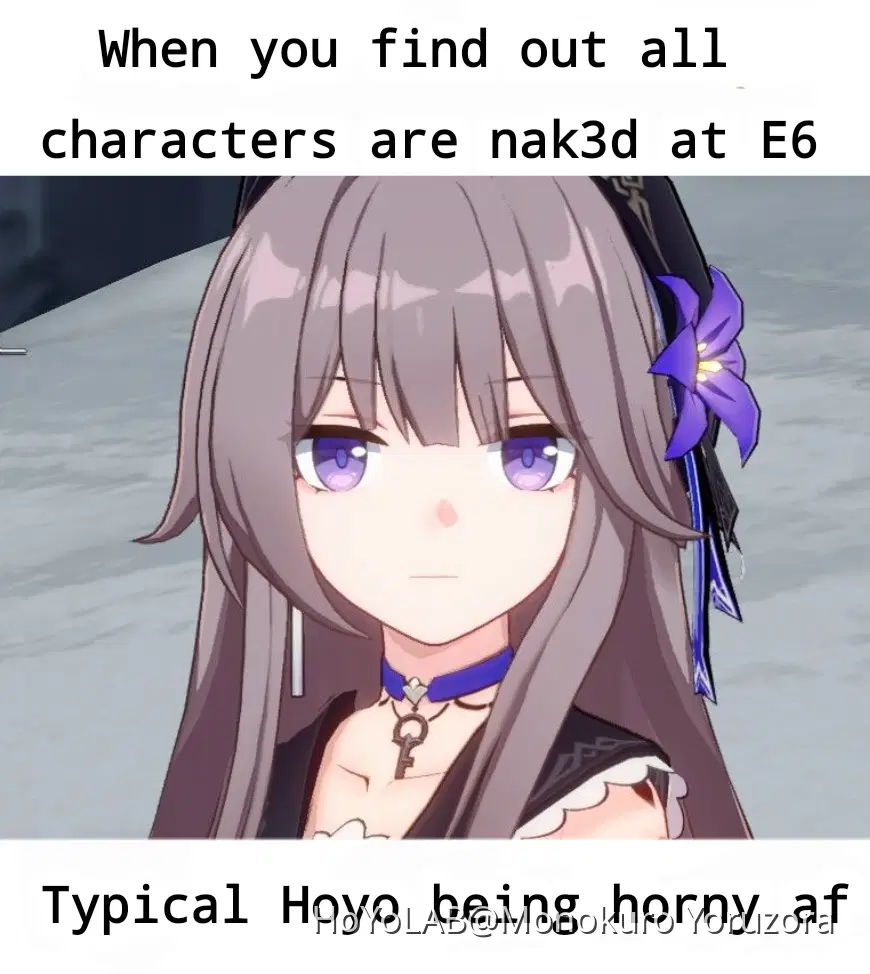 When you find out all
characters are nak3d at E6
Typical Hoyo being horny af
HoYoLAB@Monokuro Yoruzora